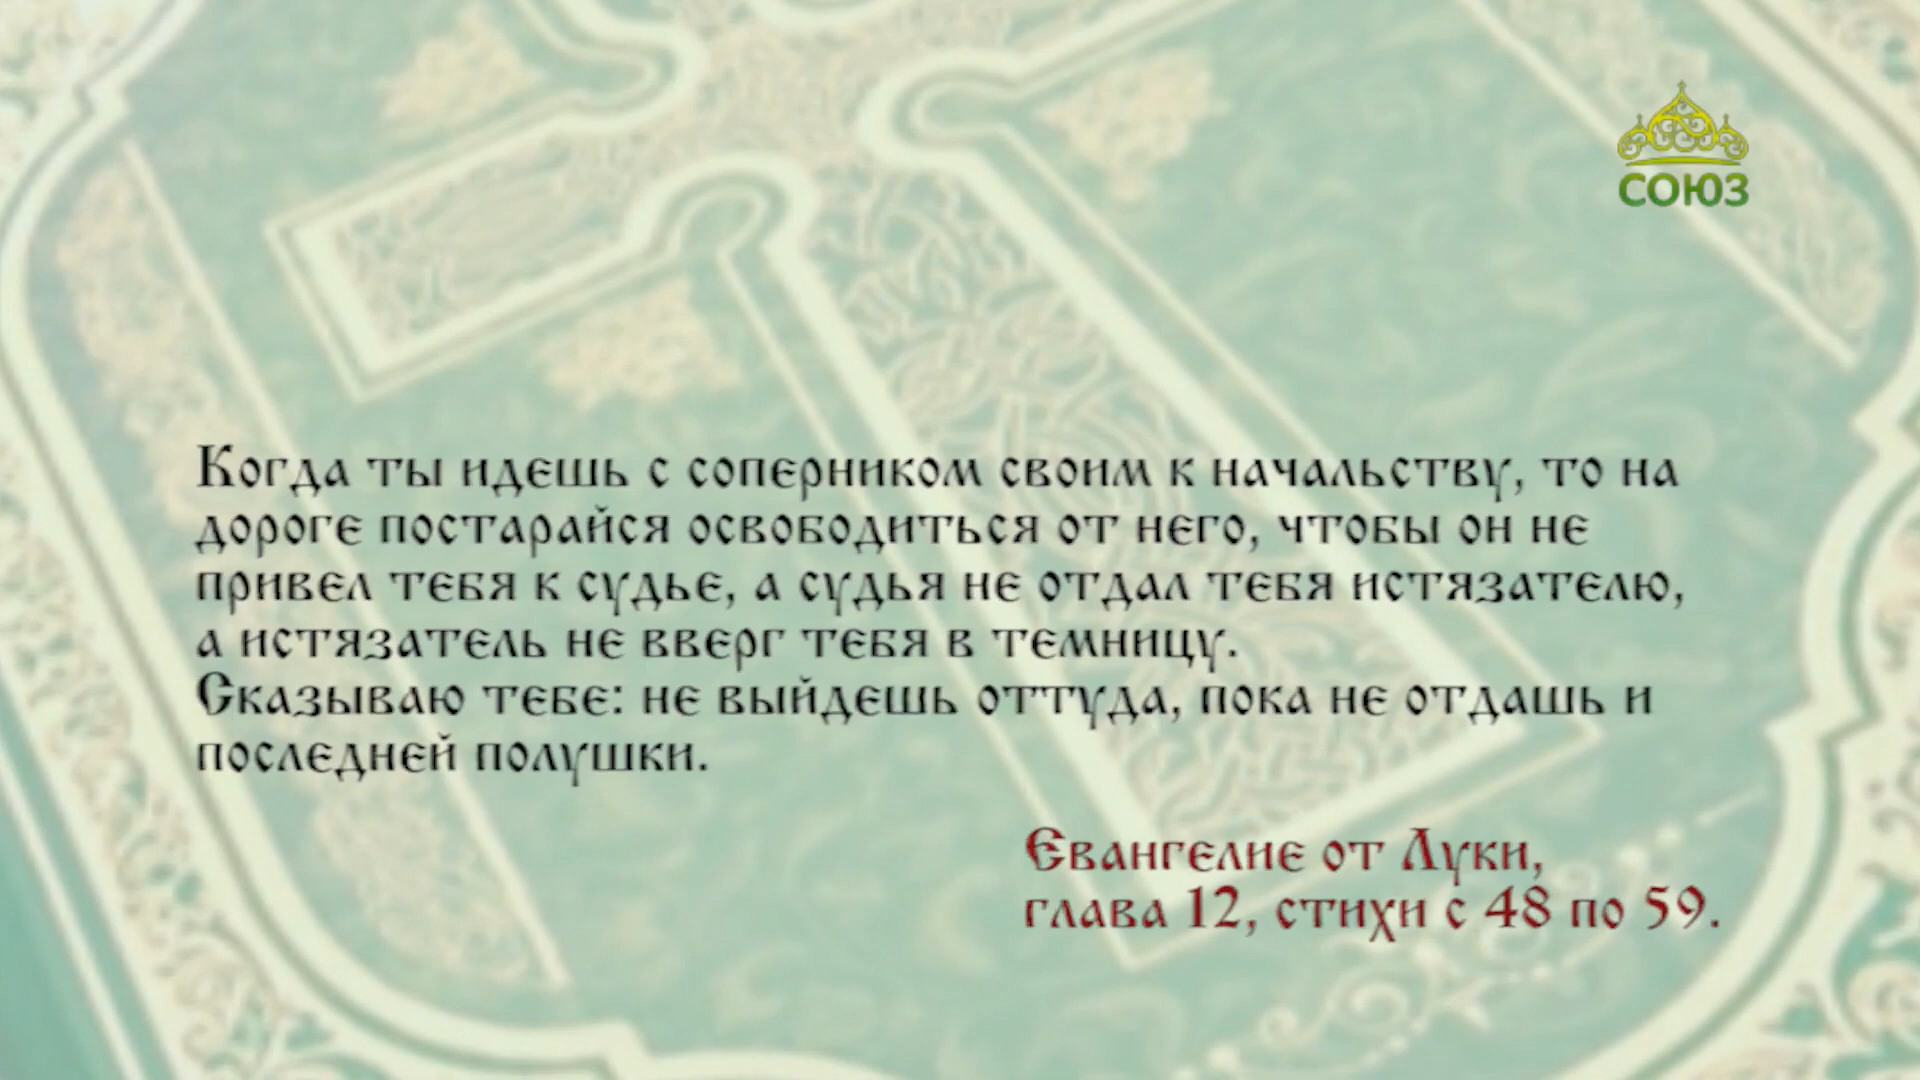 СОЮЗ
Когда ты идешь с соперником своим к начальству, то на
дороге постарайся освободиться от него, чтобы он не
привел тебя к судье, а судья не отдал тебя истязателю,
а истязатель не вверг тебя в темницу.
Сказываю тебе: не выйдешь оттуда, пока не отдашь и
последней полушки.
Евангелие от Луки,
глава 12, стихи с 48 по 59.